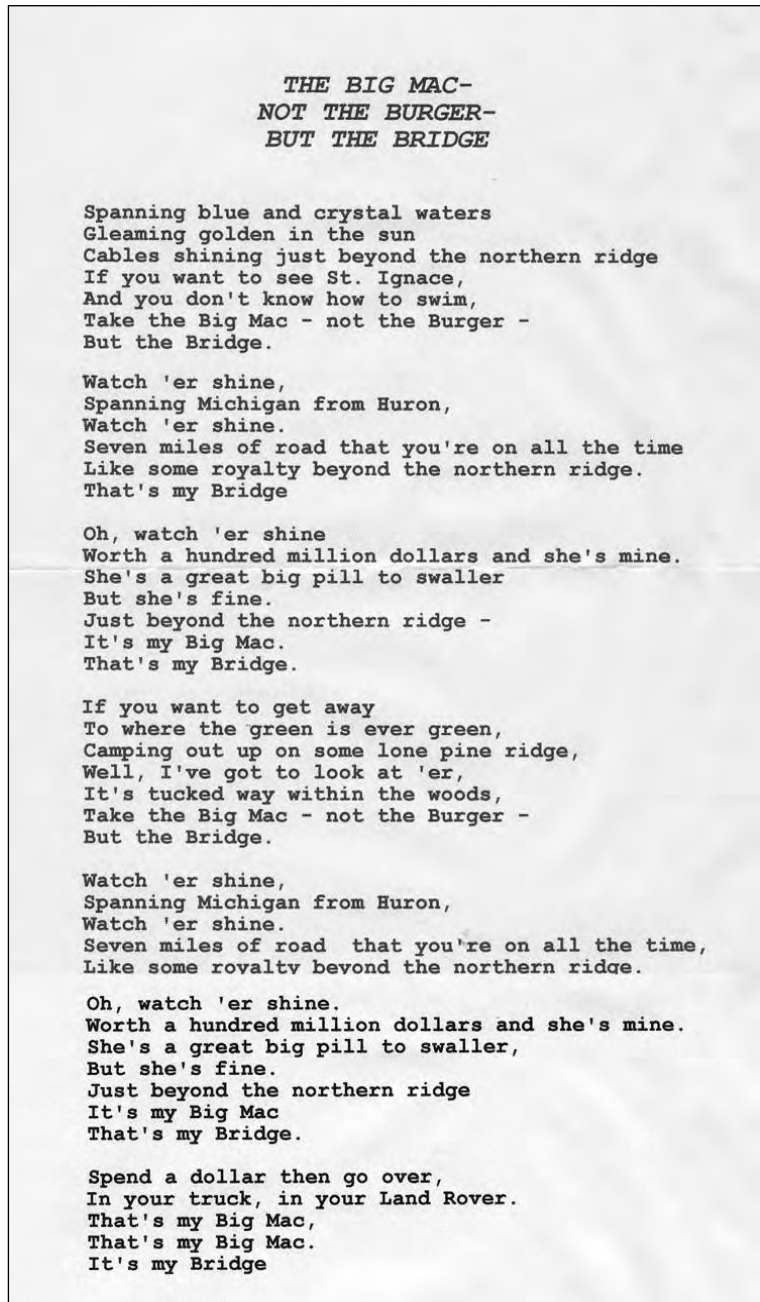 THE BIG MAC-
NOT THE BURGER-
BUT THE BRIDGE
Spanning blue and crystal waters
Gleaming golden in the sun
Cables shining just beyond the northern ridge
If you want to see St. Ignace,
And you don't know how to swim,
Take the Big Mac - not the Burger -
But the Bridge.
Watch 'er shine,
Spanning Michigan from Huron,
Watch 'er shine.
Seven miles of road that you're on all the time
Like some royalty beyond the northern ridge.
That's my Bridge
Oh, watch 'er shine
Worth a hundred million dollars and she's mine.
She's a great big pill to swaller
But she's fine.
Just beyond the northern ridge -
It's my Big Mac.
That's my Bridge.
If you want to get away
To where the green is ever green,
Camping out up on some lone pine ridge,
Well, I've got to look at 'er,
It's tucked way within the woods,
Take the Big Mac - not the Burger -
But the Bridge.
Watch 'er shine,
Spanning Michigan from Huron,
Watch 'er shine.
Seven miles of road  that you're on all the time,
Like some royalty beyond the northern ridge.
Oh, watch 'er shine.
Worth a hundred million dollars and she's mine.
She's a great big pill to swaller,
But she's fine.
Just beyond the northern ridge
It's my Big Mac
That's my Bridge.
Spend a dollar then go over,
In your truck, in your Land Rover.
That's my Big Mac,
That's my Big Mac.
It's my Bridge